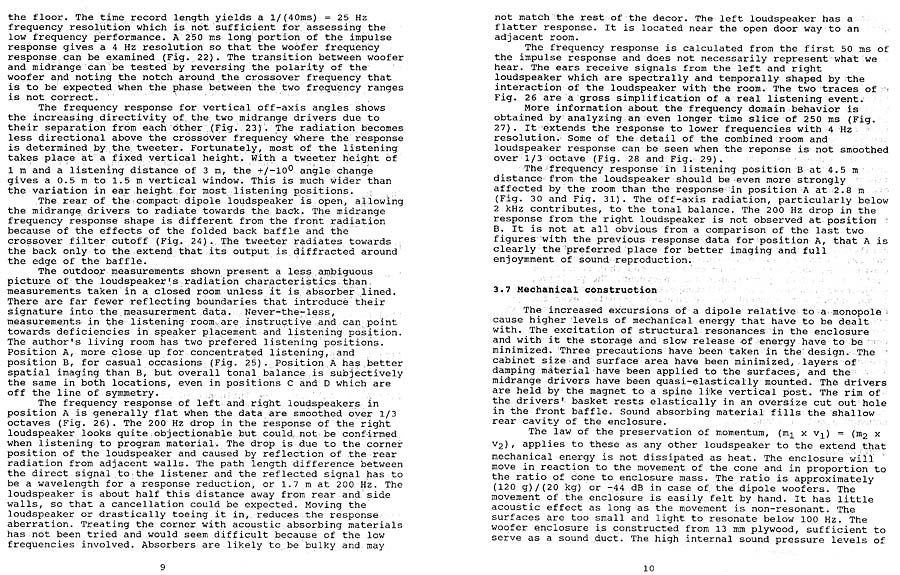 the floor. The time record length yields a 1/(40ms) = 25 Hz
frequency resolution which is not sufficient for assessing the
low frequency performance. A 250 ms long portion of the impulse
response gives a 4 Hz resolution so that the woofer frequency
response can be examined (Fig. 22). The transition between woofer
and midrange can be tested by reversing the polarity of the
woofer and noting the notch around the crossover frequency that
is to be expected when the phase between the two frequency ranges
is not correct.
The frequency response for vertical off-axis angles shows
the increasing directivity of the two midrange drivers due to
their separation from each other (Fig. 23). The radiation becomes
less directional above the crossover frequency where the response
is determined by the tweeter. Fortunately, most of the listening
takes place at a fixed vertical height. With a tweeter height of
1 m and a listening distance of 3 m, the +/-10⁰ angle change
gives a 0.5 m to 1.5 m vertical window. This is much wider than
the variation in ear height for most listening positions.
The rear of the compact dipole loudspeaker is open, allowing
the midrange drivers to radiate towards the back. The midrange
frequency response shape is different from the front radiation
because of the effects of the folded back baffle and the
crossover filter cutoff (Fig. 24). The tweeter radiates towards
the back only to the extend that its output is diffracted around
the edge of the baffle.
The outdoor measurements shown present a less ambiguous
picture of the loudspeaker's radiation characteristics than
measurements taken in a closed room unless it is absorber lined.
There are far fewer reflecting boundaries that introduce their
signature into the measurerment data. Never-the-less,
measurements in the listening room are instructive and can point
towards deficiencies in speaker placement and listening position.
The author's living room has two prefered listening positions.
Position A, more close up for concentrated listening, and
position B, for casual occasions (Fig. 25). Position A has better
spatial imaging than B, but overall tonal balance is subjectively
the same in both locations, even in positions C and D which are
off the line of symmetry.
The frequency response of left and right loudspeakers in
position A is generally flat when the data are smoothed over 1/3
octaves (Fig. 26). The 200 Hz drop in the response of the right
loudspeaker looks quite objectionable but could not be confirmed
when listening to program material. The drop is due to the corner
position of the loudspeaker and caused by reflection of the rear
radiation from adjacent walls. The path length difference between
the direct signal to the listener and the reflected signal has to
be a wavelength for a response reduction, or 1.7 m at 200 Hz. The
loudspeaker is about half this distance away from rear and side
walls, so that a cancellation could be expected. Moving the
loudspeaker or drastically toeing it in, reduces the response
aberration. Treating the corner with acoustic absorbing materials
has not been tried and would seem difficult because of the low
frequencies involved. Absorbers are likely to be bulky and may
9
not match the rest of the decor. The left loudspeaker has a
flatter response. It is located near the open door way to an
adjacent room.
The frequency response is calculated from the first 50 ms of
the impulse response and does not necessarily represent what we
hear. The ears receive signals from the left and right
loudspeaker which are spectrally and temporally shaped by the
interaction of the loudspeaker with the room. The two traces of
Fig. 26 are a gross simplification of a real listening event.
More information about the frequency domain behavior is
obtained by analyzing an even longer time slice of 250 ms (Fig.
27). It extends the response to lower frequencies with 4 Hz
resolution. Some of the detail of the combined room and
loudspeaker response can be seen when the reponse is not smoothed
over 1/3 octave (Fig. 28 and Fig. 29).
The frequency response in listening position B at 4.5 m
distance from the loudspeaker should be even more strongly
affected by the room than the response in position A at 2.8 m
(Fig. 30 and Fig. 31). The off-axis radiation, particularly below
2 kHz contributes, to the tonal balance. The 200 Hz drop in the
response from the right loudspeaker is not observed at position
B. It is not at all obvious from a comparison of the last two
figures with the previous response data for position A, that A is
clearly the preferred place for better imaging and full
enjoymnent of sound reproduction.
3.7 Mechanical construction
The increased excursions of a dipole relative to a monopole
cause higher levels of mechanical energy that have to be dealt
with. The excitation of structural resonances in the enclosure
and with it the storage and slow release of energy have to be
minimized. Three precautions have been taken in the design. The
cabinet size and surface area have been minimized, layers of
damping material have been applied to the surfaces, and the
midrange drivers have been quasi-elastically mounted. The drivers
are held by the magnet to a spine like vertical post. The rim of
the drivers' basket rests elastically in an oversize cut out hole
in the front baffle. Sound absorbing material fills the shallow
rear cavity of the enclosure.
The law of the preservation of momentum, (m₁ x v₁) = (m₂ x
v₂), applies to these as any other loudspeaker to the extend that
mechanical energy is not dissipated as heat. The enclosure will
move in reaction to the movement of the cone and in proportion to
the ratio of cone to enclosure mass. The ratio is approximately
(120 g)/(20 kg) or -44 dB in case of the dipole woofers. The
movement of the enclosure is easily felt by hand. It has little
acoustic effect as long as the movement is non-resonant. The
surfaces are too small and light to resonate below 100 Hz. The
woofer enclosure is constructed from 13 mm plywood, sufficient to
serve as a sound duct. The high internal sound pressure levels of
10